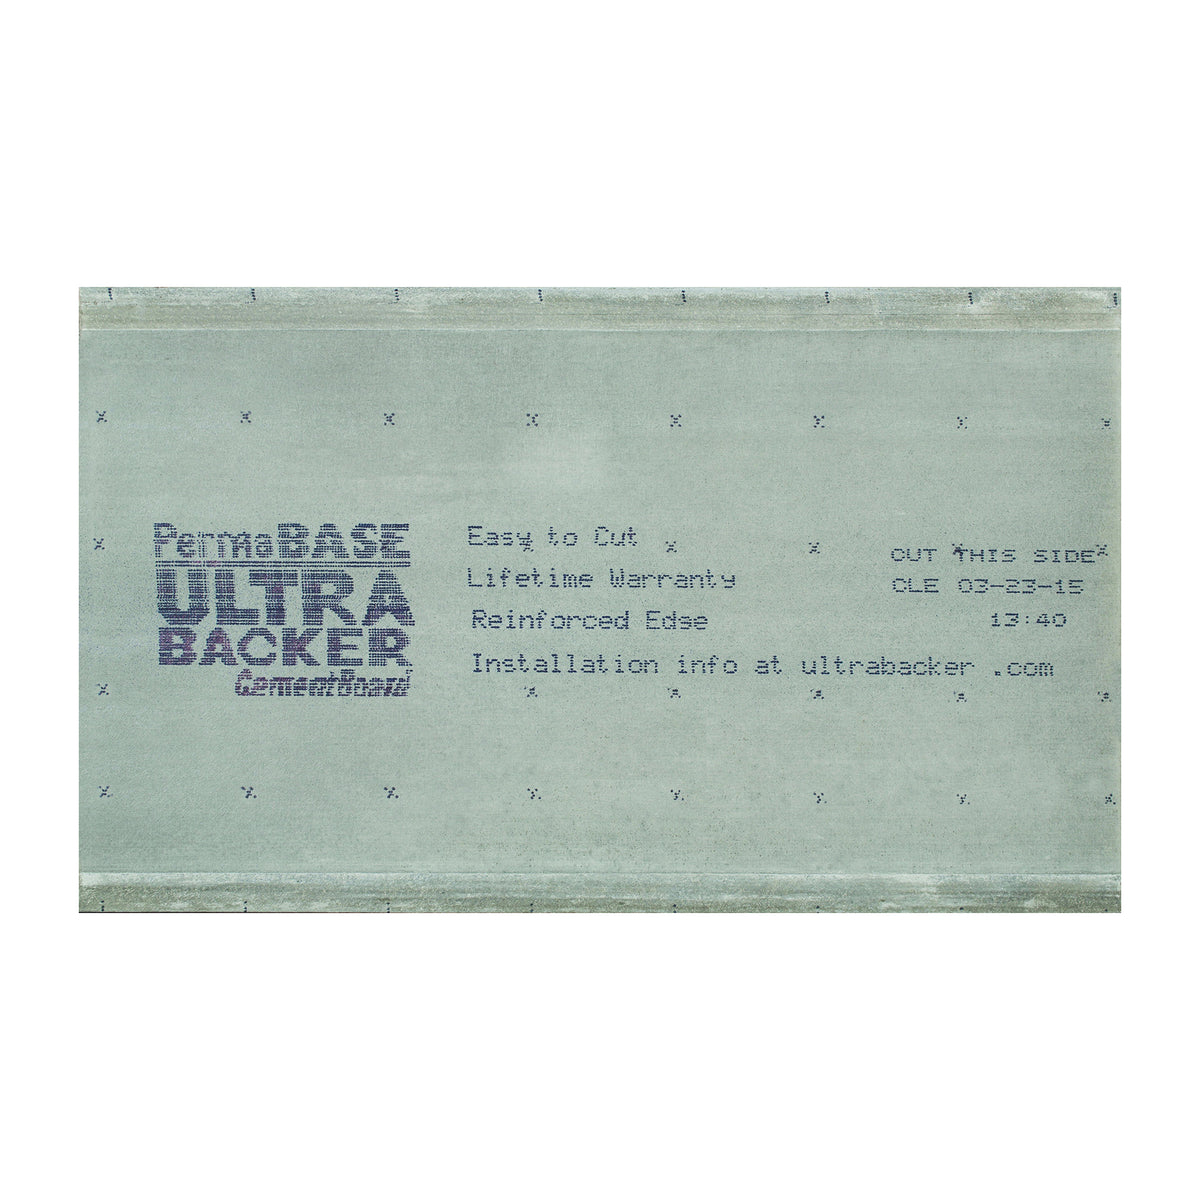 PermaBASE
ULTRA
BACKER
CementBoard
Easy to Cut
Lifetime Warranty
Reinforced Edge
Installation info at ultrabacker .com
CUT THIS SIDE
CLE 03-23-15
13:40